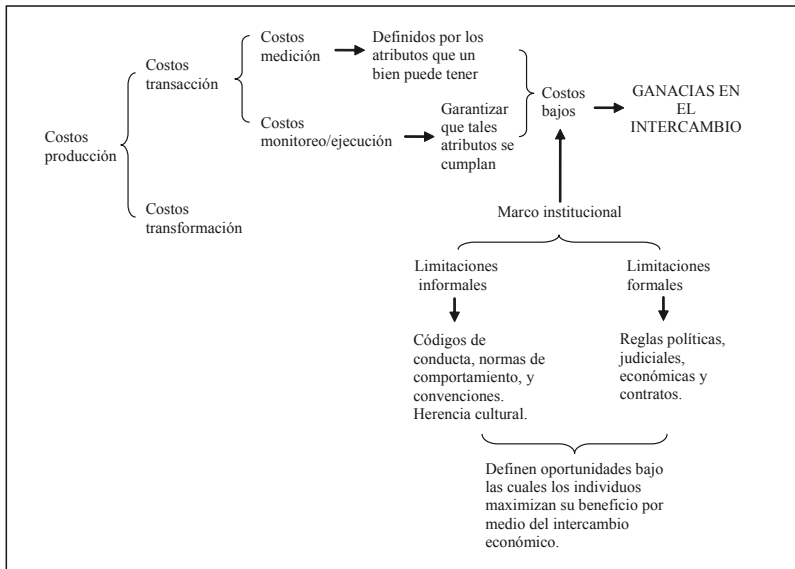 Costos
producción
Costos
transacción
Costos
transformación
Costos
medición
Costos
monitoreo/ejecución
Definidos por los
atributos que un
bien puede tener
Garantizar
que tales
atributos se
cumplan
Costos
bajos
GANACIAS EN
EL
INTERCAMBIO
Marco institucional
Limitaciones
informales
Limitaciones
formales
Códigos de
conducta, normas de
comportamiento, y
convenciones.
Herencia cultural.
Reglas políticas,
judiciales,
económicas y
contratos.
Definen oportunidades bajo
las cuales los individuos
maximizan su beneficio por
medio del intercambio
económico.